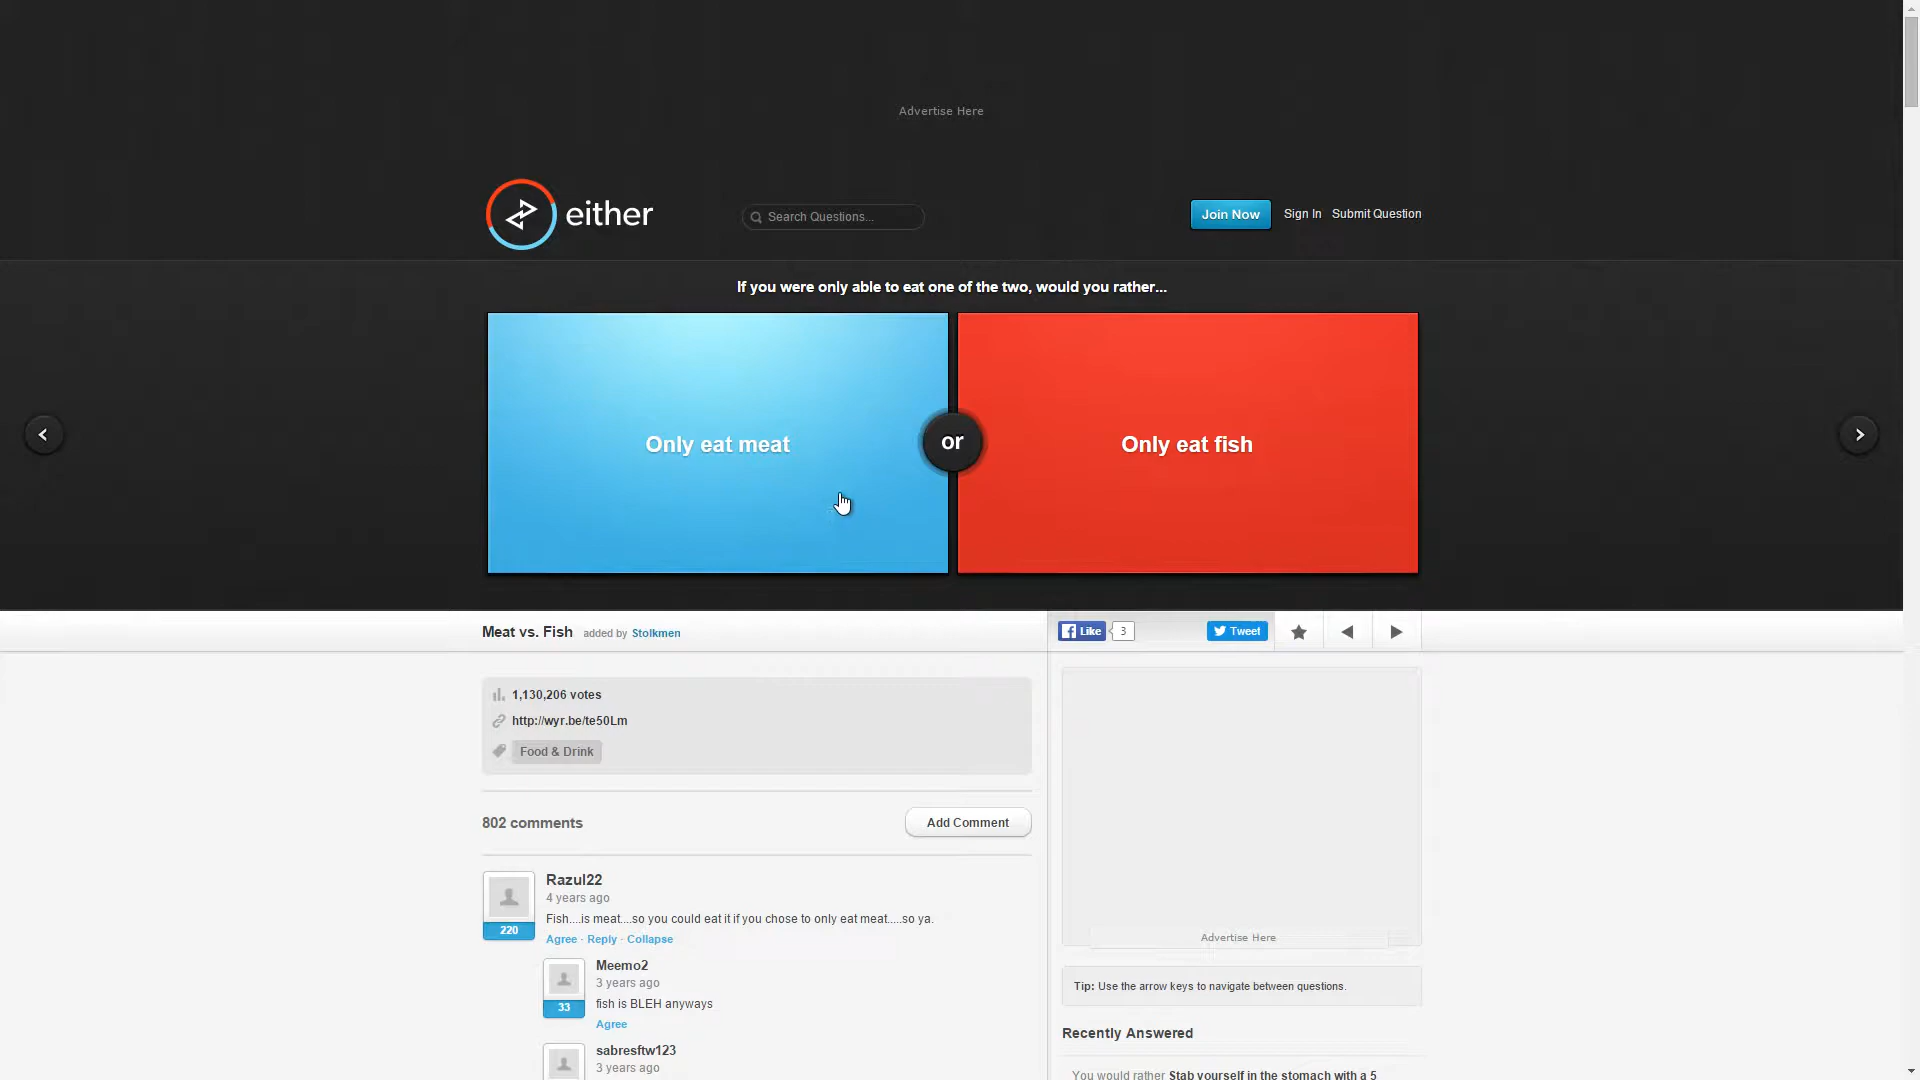 Advertise Here
either
Search Questions...
Join Now
Sign In
Submit Question
If you were only able to eat one of the two, would you rather...
Only eat meat
or
Only eat fish
Meat vs. Fish added by Stolkmen
Like 3
Tweet
1,130,206 votes
http://wyr.be/te50Lm
Food & Drink
802 comments
Add Comment
Razul22
4 years ago
Fish....is meat....so you could eat it if you chose to only eat meat.....so ya.
220
Agree · Reply · Collapse
Meemo2
3 years ago
fish is BLEH anyways
33
Agree
sabresftw123
3 years ago
Advertise Here
Tip: Use the arrow keys to navigate between questions.
Recently Answered
You would rather Stab yourself in the stomach with a 5